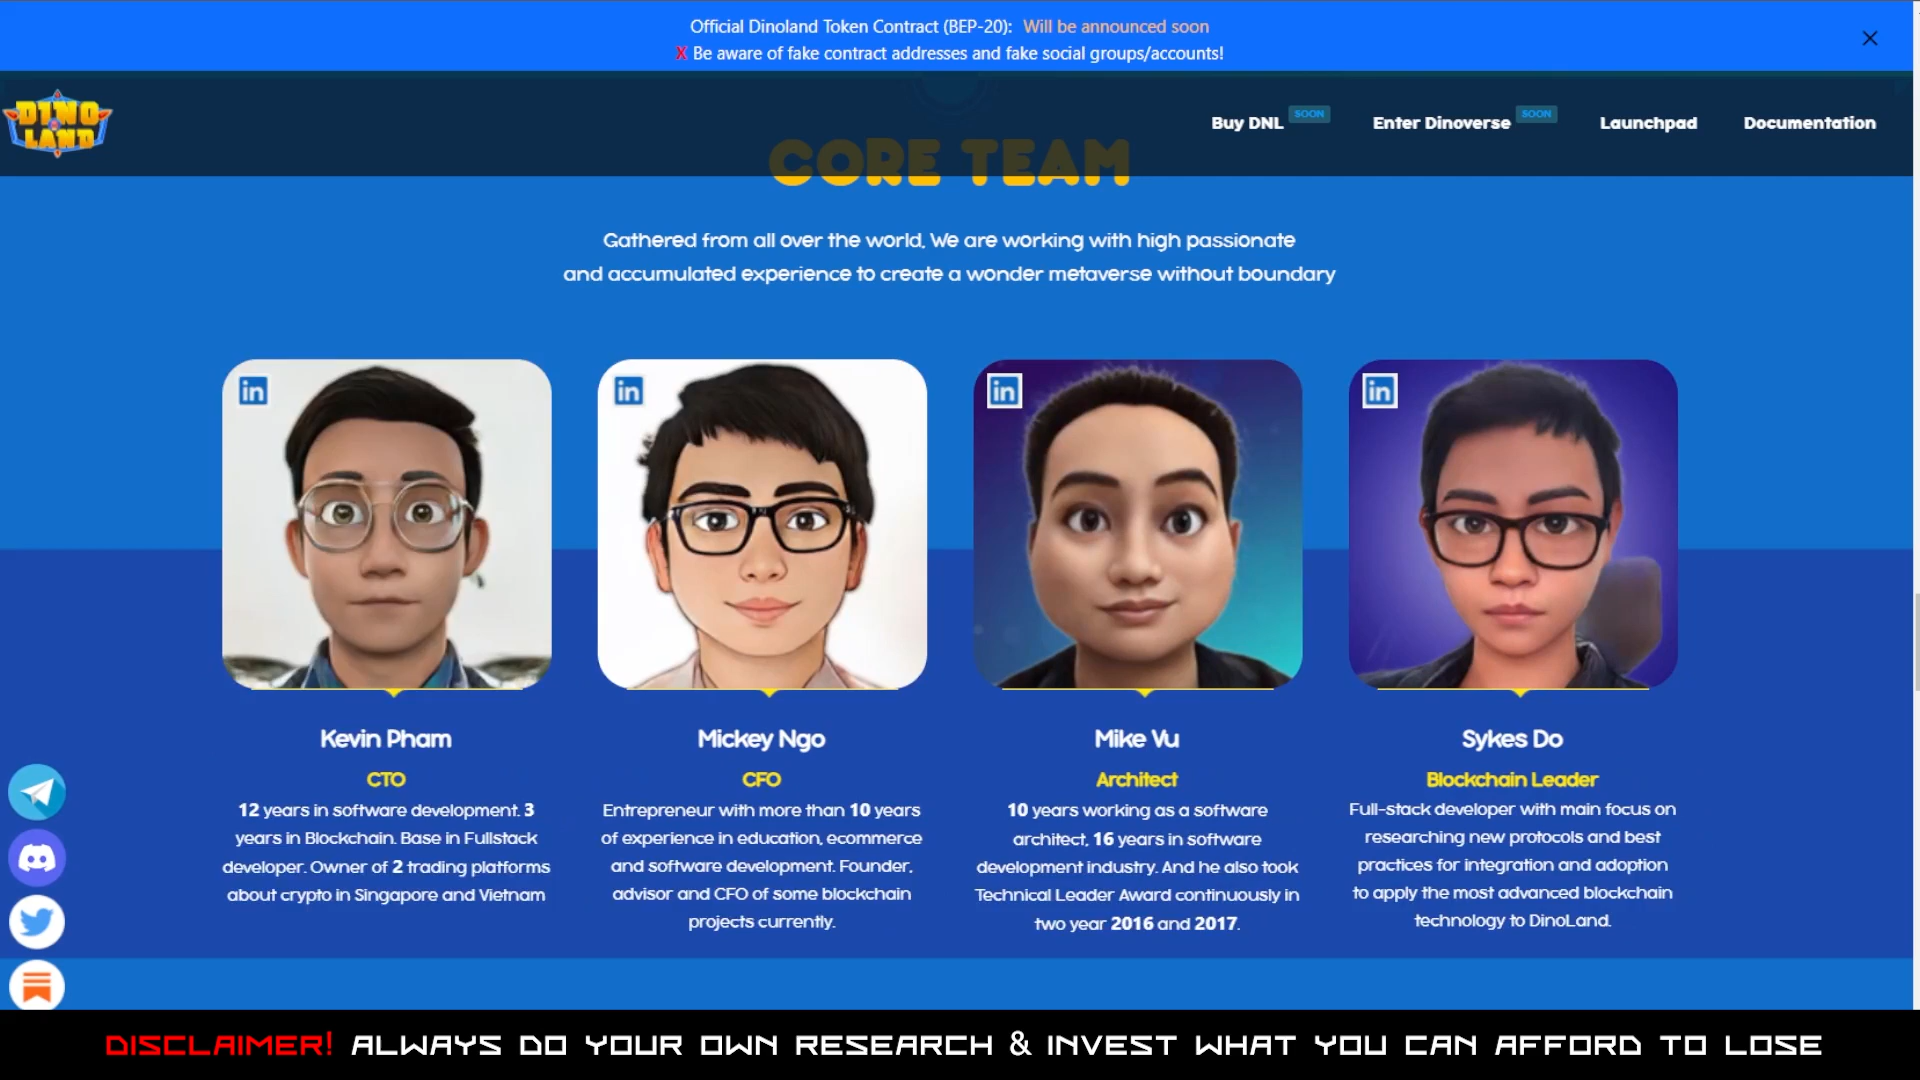 Official Dinoland Token Contract (BEP-20): Will be announced soon
X Be aware of fake contract addresses and fake social groups/accounts!
DINO
LAND
Buy DNL SOON
Enter Dinoverse SOON
Launchpad
Documentation
CORE TEAM
Gathered from all over the world, We are working with high passionate
and accumulated experience to create a wonder metaverse without boundary
in
in
in
in
Kevin Pham
CTO
12 years in software development. 3
years in Blockchain. Base in Fullstack
developer. Owner of 2 trading platforms
about crypto in Singapore and Vietnam
Mickey Ngo
CFO
Entrepreneur with more than 10 years
of experience in education, ecommerce
and software development. Founder,
advisor and CFO of some blockchain
projects currently.
Mike Vu
Architect
10 years working as a software
architect, 16 years in software
development industry. And he also took
Technical Leader Award continuously in
two year 2016 and 2017.
Sykes Do
Blockchain Leader
Full-stack developer with main focus on
researching new protocols and best
practices for integration and adoption
to apply the most advanced blockchain
technology to DinoLand.
DISCLAIMER! ALWAYS DO YOUR OWN RESEARCH & INVEST WHAT YOU CAN AFFORD TO LOSE